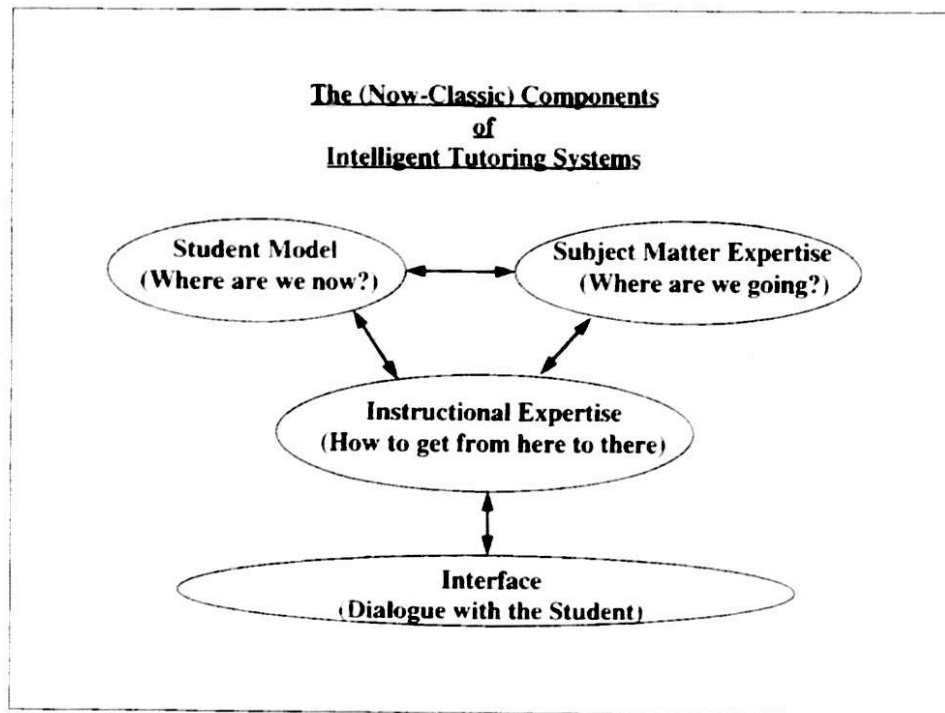 The (Now-Classic) Components
of
Intelligent Tutoring Systems
Student Model
(Where are we now?)
Subject Matter Expertise
(Where are we going?)
Instructional Expertise
(How to get from here to there)
Interface
(Dialogue with the Student)